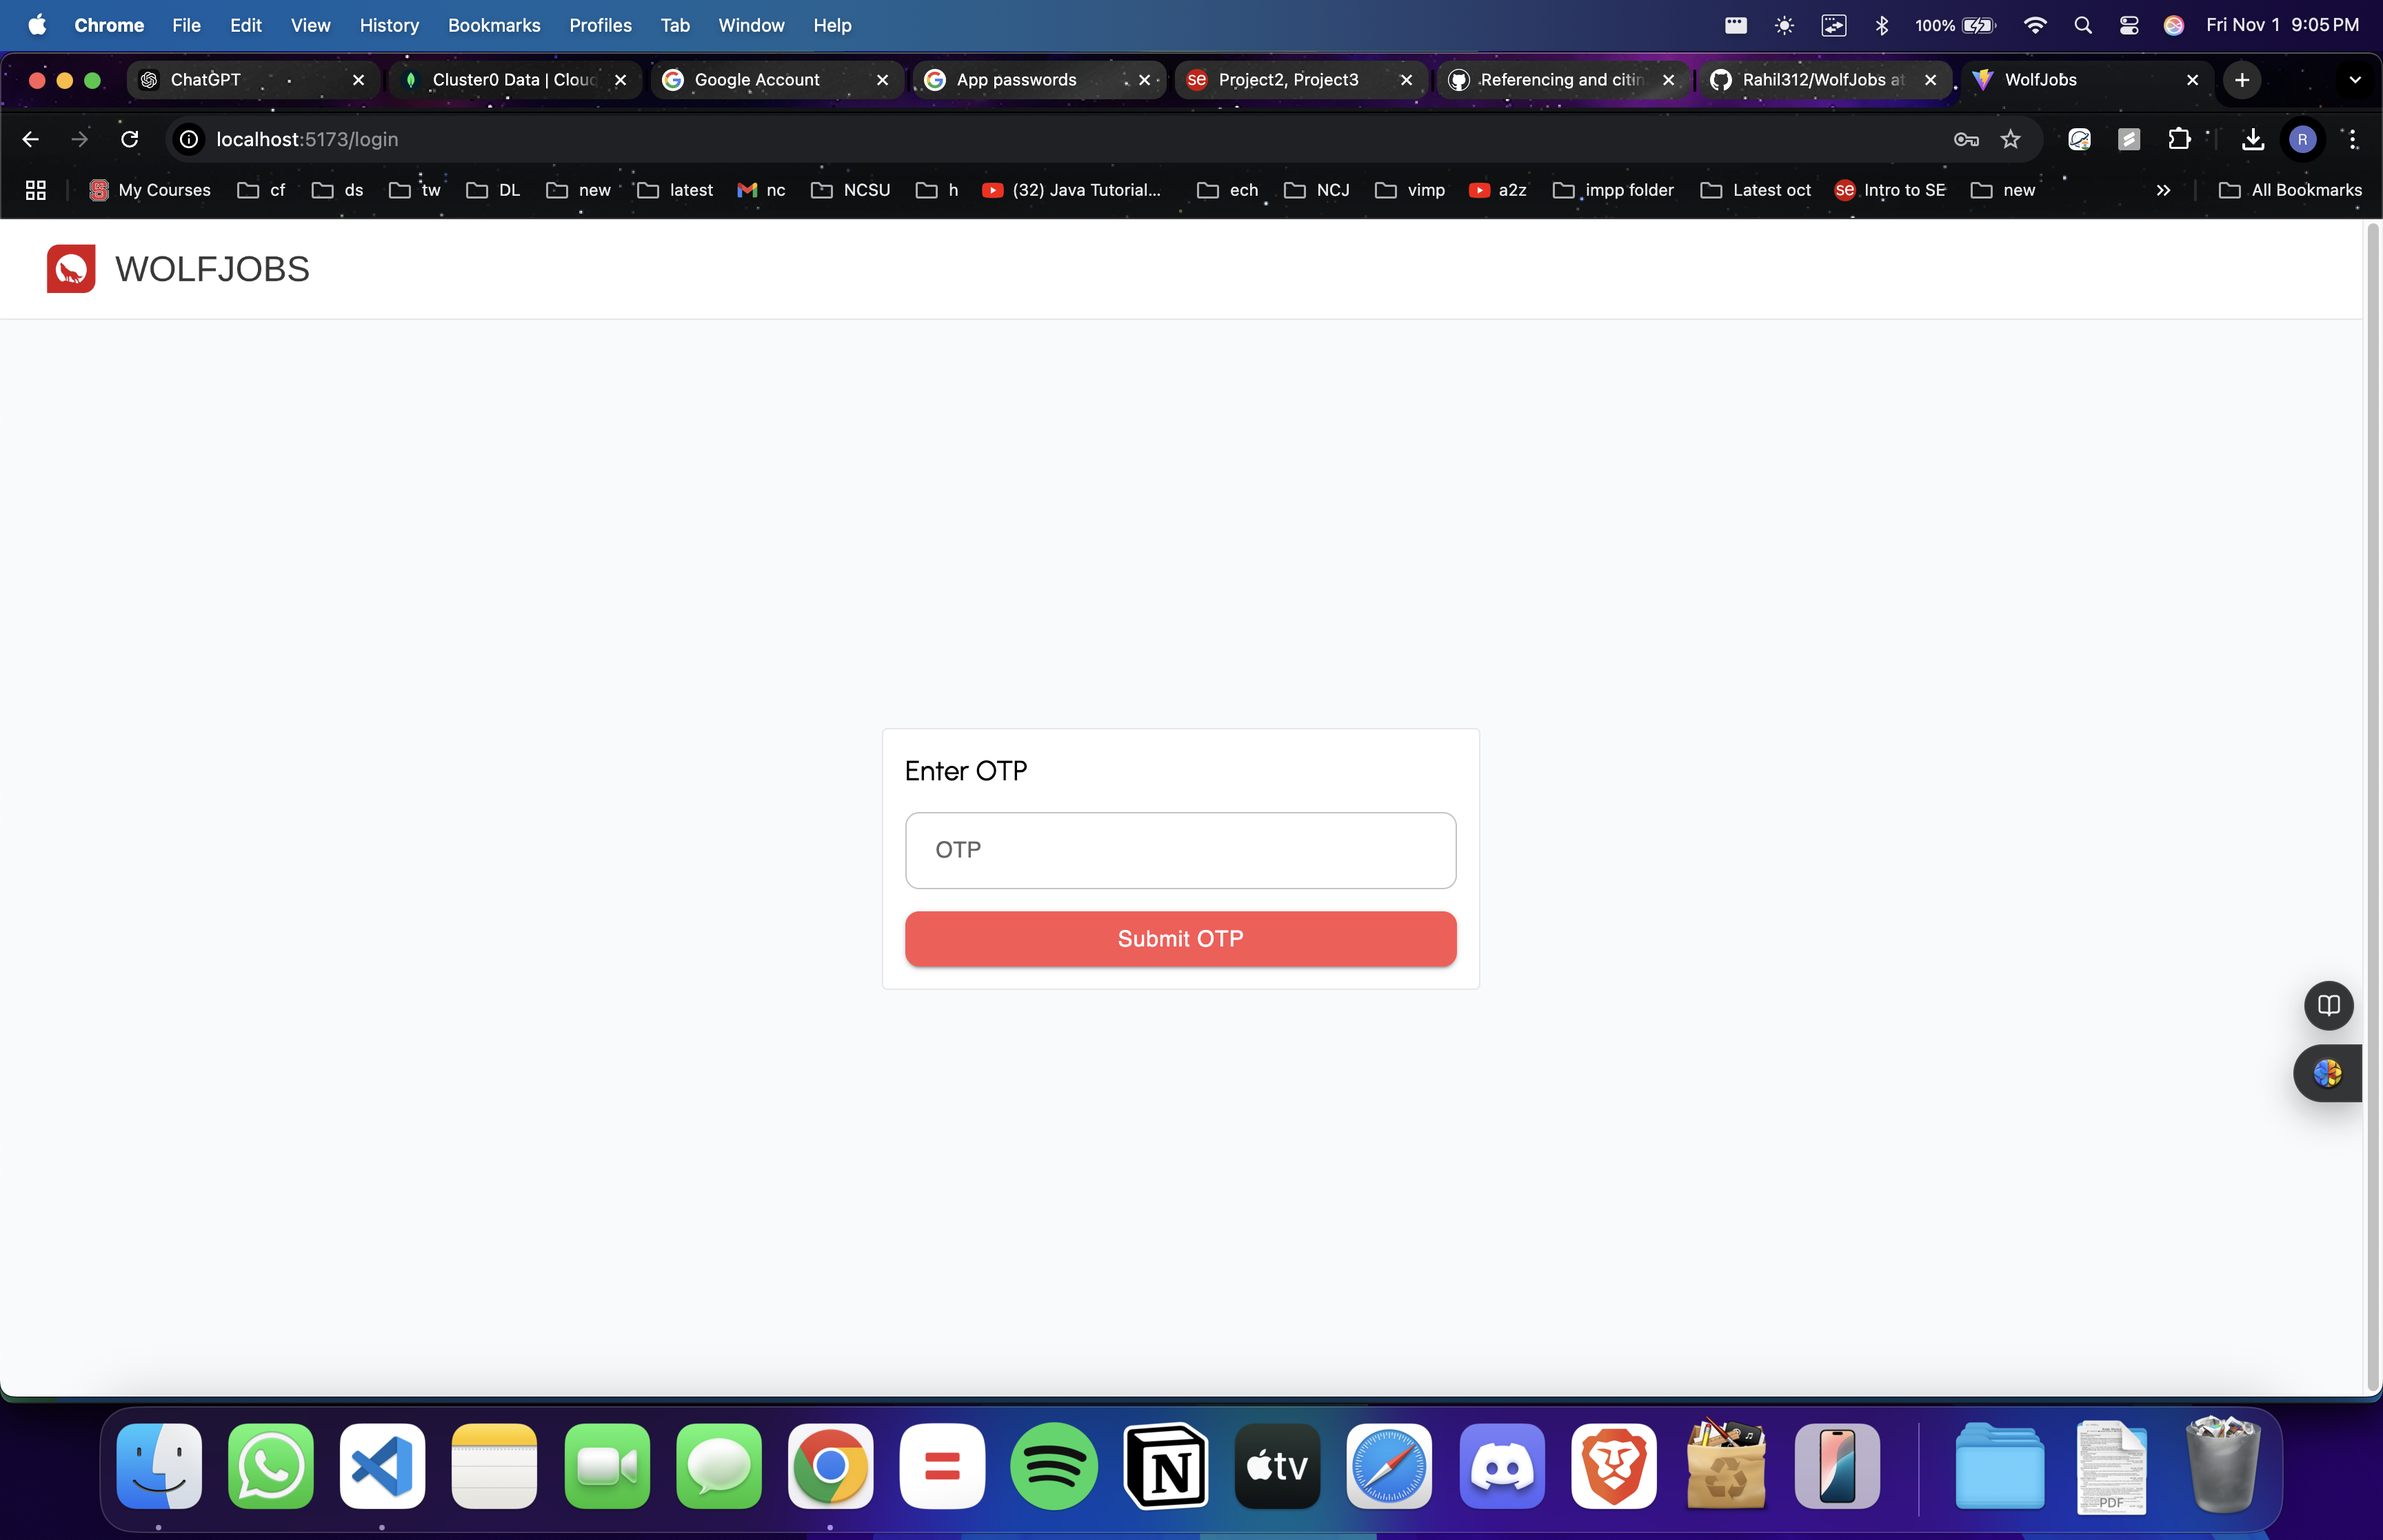 Chrome File Edit View History Bookmarks Profiles Tab Window Help 100% Fri Nov 1 9:05 PM
ChatGPT Cluster0 Data | Clou Google Account App passwords Project2, Project3 Referencing and citin Rahil312/WolfJobs at WolfJobs
localhost:5173/login R
My Courses cf ds tw DL new latest nc NCSU h (32) Java Tutorial... ech NCJ vimp a2z impp folder Latest oct se Intro to SE new All Bookmarks
WOLFJOBS
Enter OTP
OTP
Submit OTP
tv
PDF